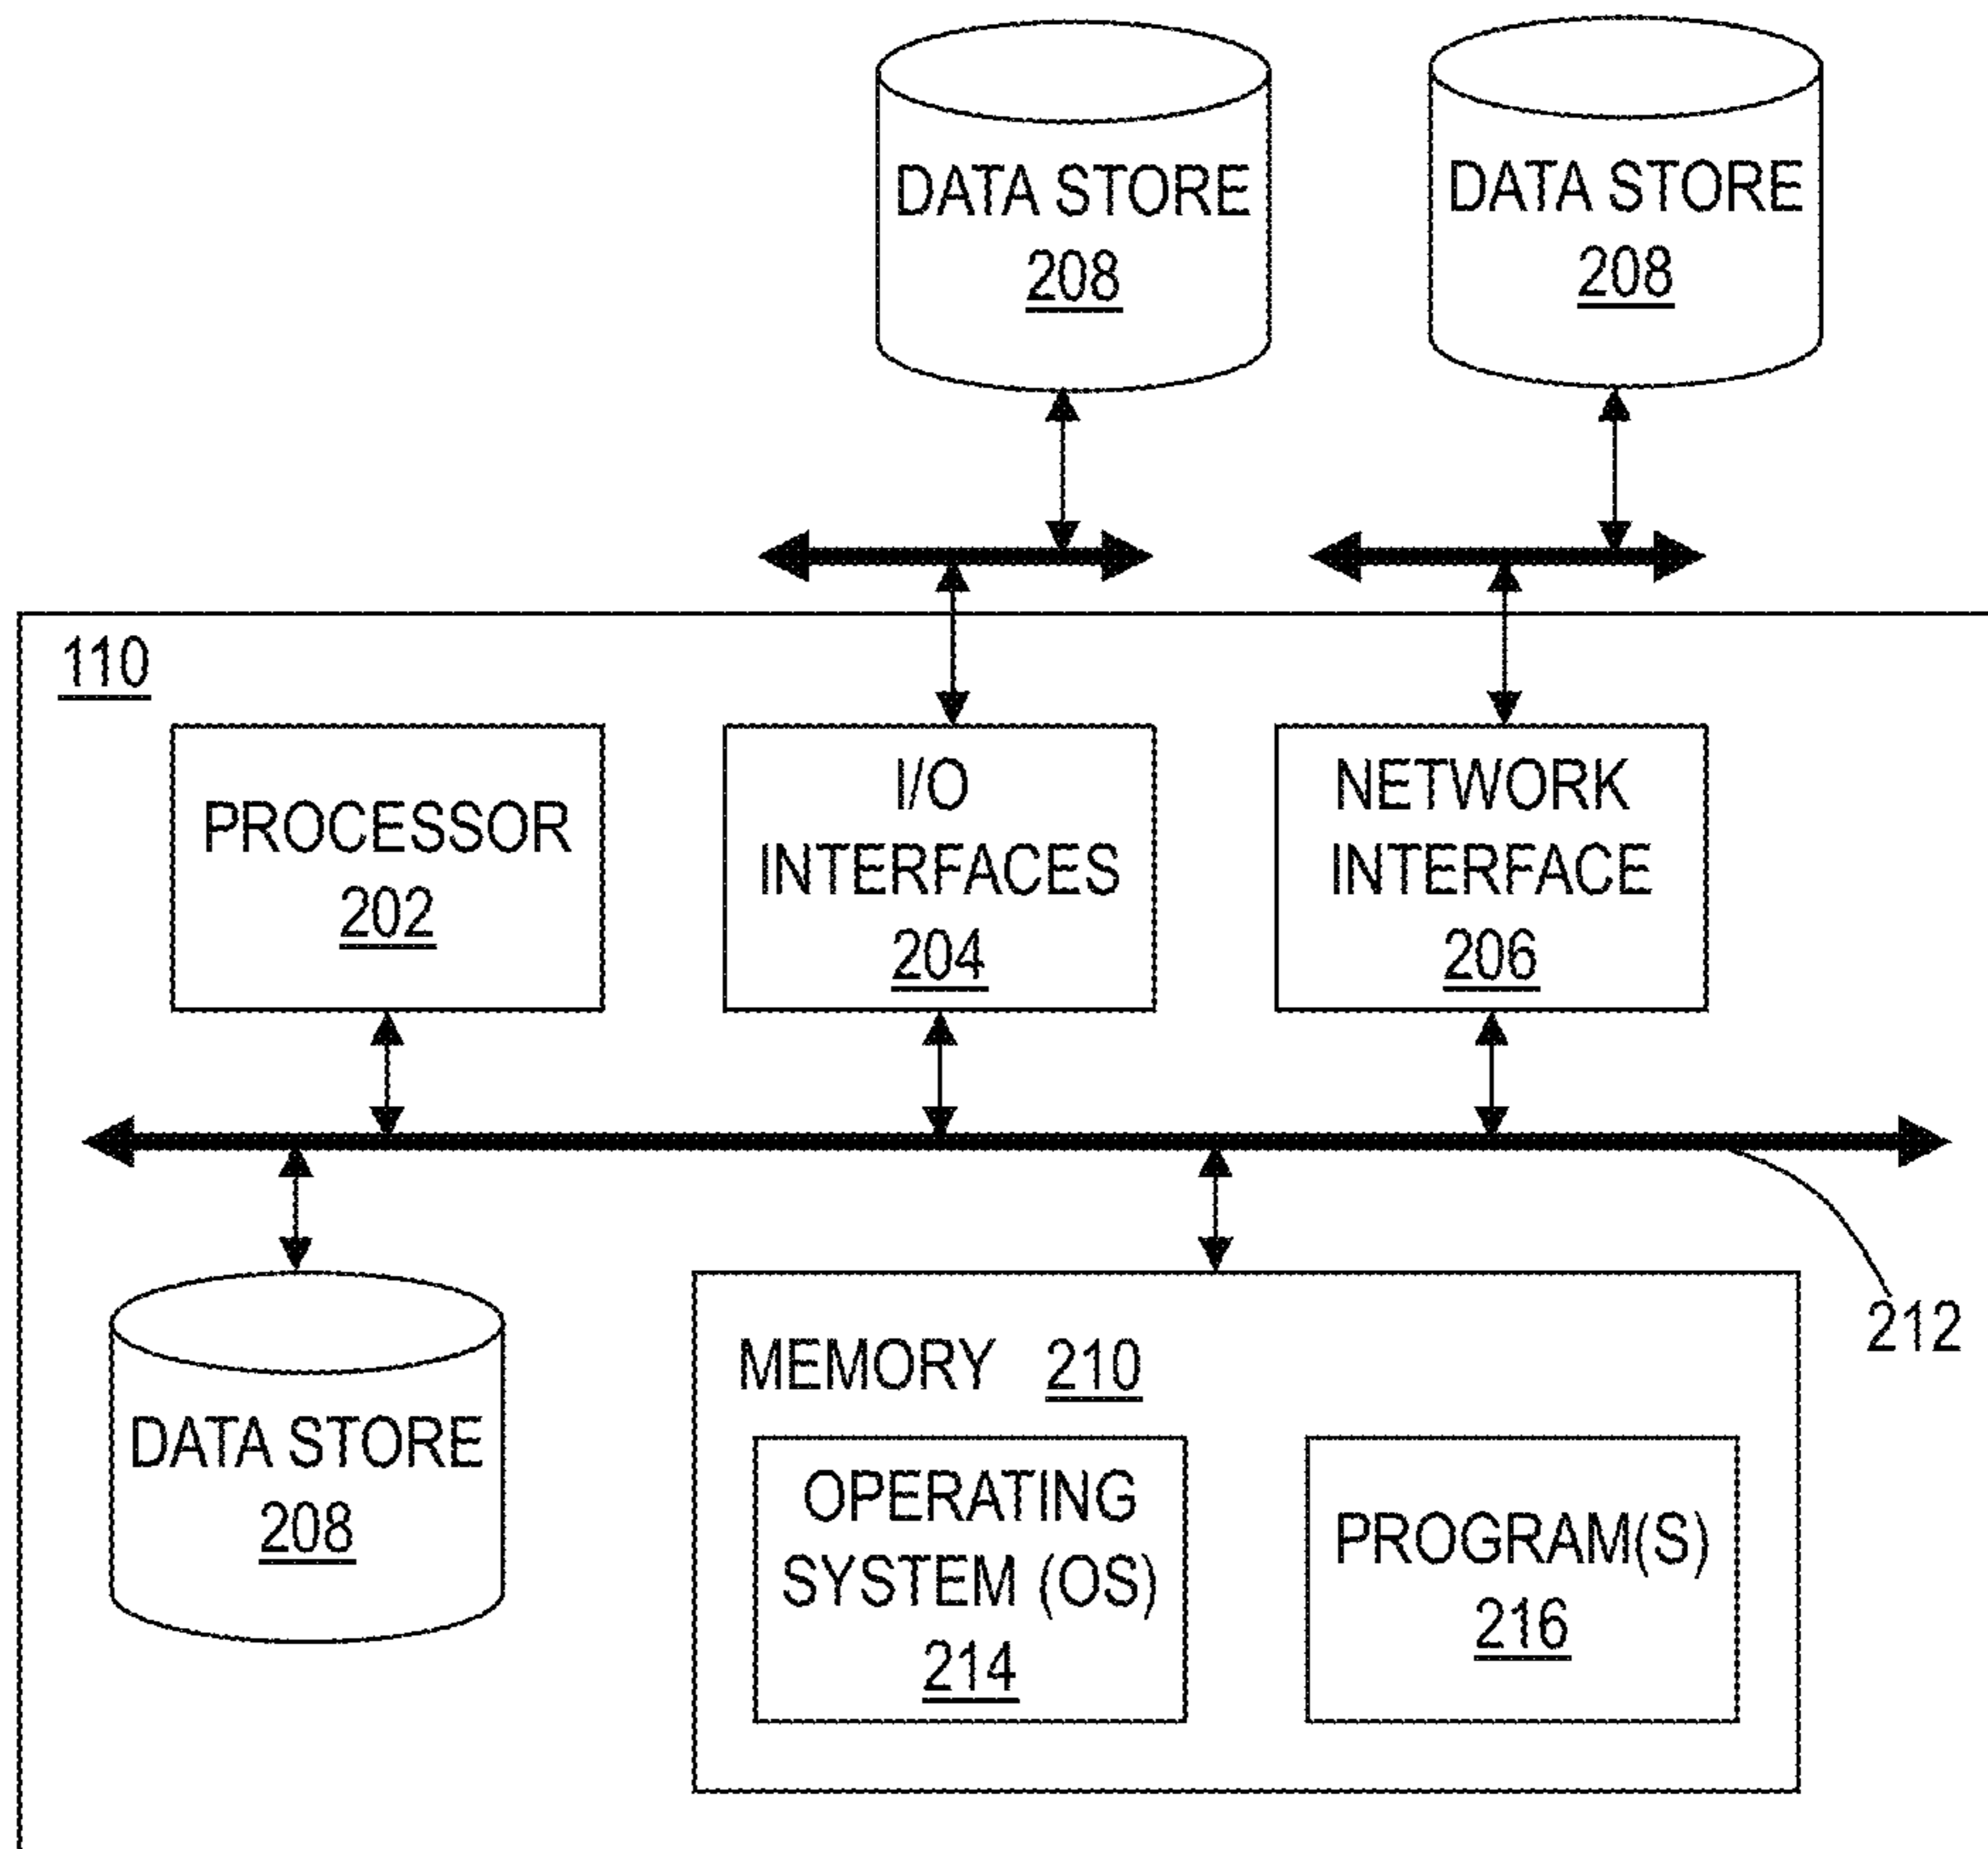 DATA STORE
208
DATA STORE
208
110
PROCESSOR
202
I/O
INTERFACES
204
NETWORK
INTERFACE
206
212
DATA STORE
208
MEMORY 210
OPERATING
SYSTEM (OS)
214
PROGRAM(S)
216